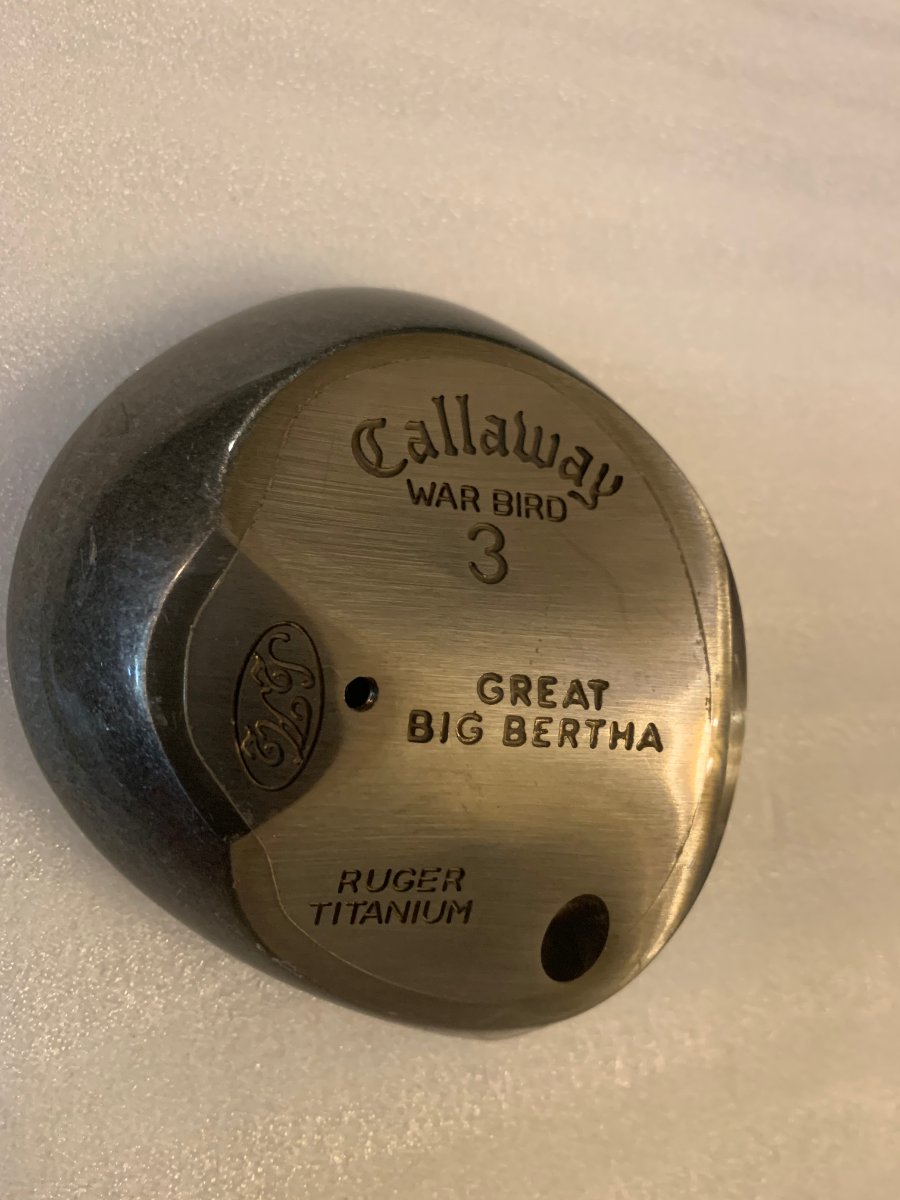 Callaway
WAR BIRD
3
GREAT
BIG BERTHA
RUGER
TITANIUM